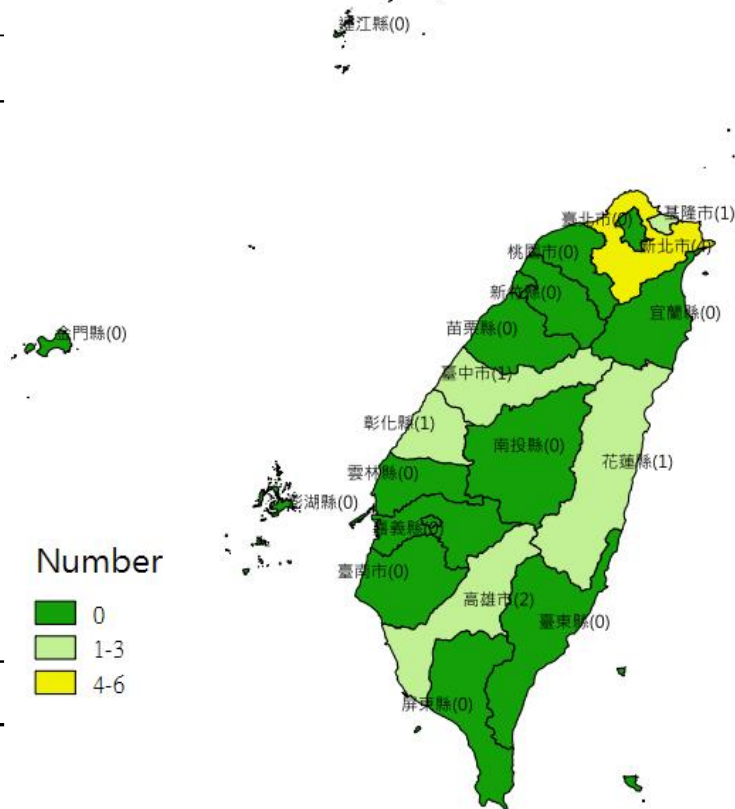 連江縣(0)
臺北市(0)
基隆市(1)
新北市(4)
桃園市(0)
新竹縣(0)
宜蘭縣(0)
苗栗縣(0)
金門縣(0)
臺中市(1)
彰化縣(1)
南投縣(0)
花蓮縣(1)
雲林縣(0)
澎湖縣(0)
嘉義縣(0)
臺南市(0)
高雄市(2)
臺東縣(0)
屏東縣(0)
Number
0
1-3
4-6